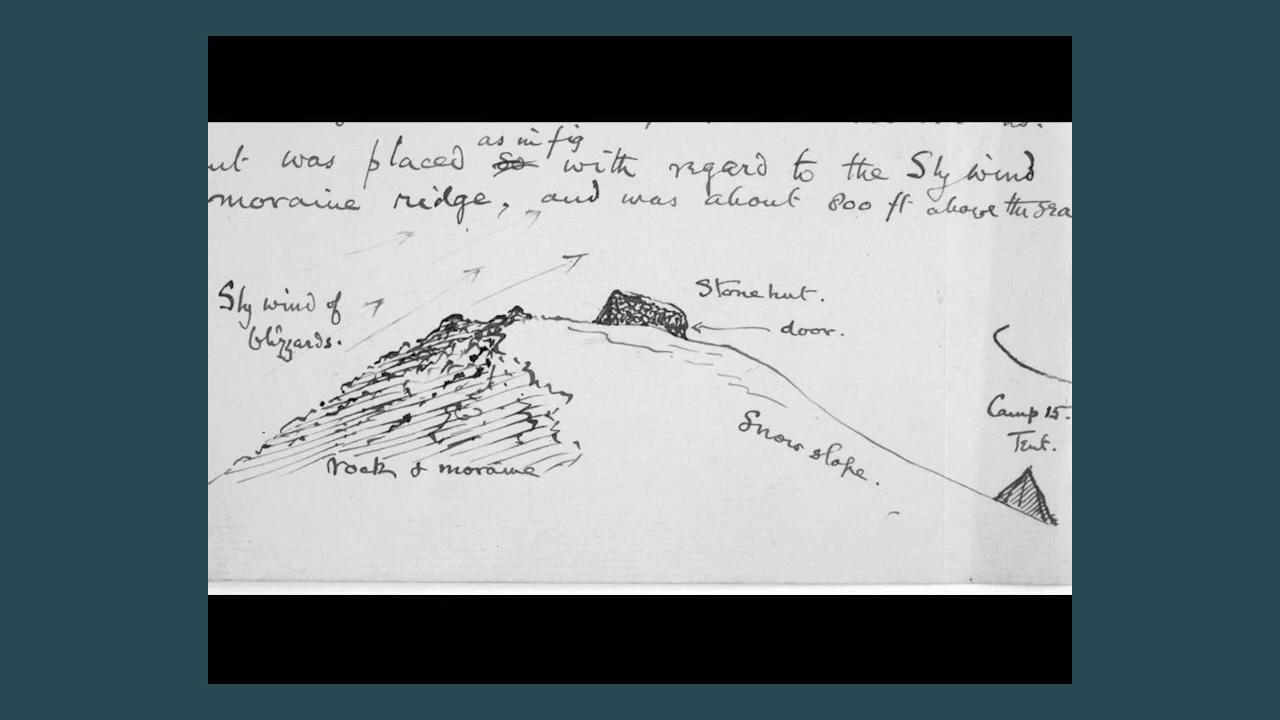 as in fig
ut was placed so with regard to the Sly wind
moraine ridge, and was about 800 ft above the sea
Stone hut.
Sly wind of
blizzards.
door.
Camp 15.
Tent.
Snow slope.
rock & moraine